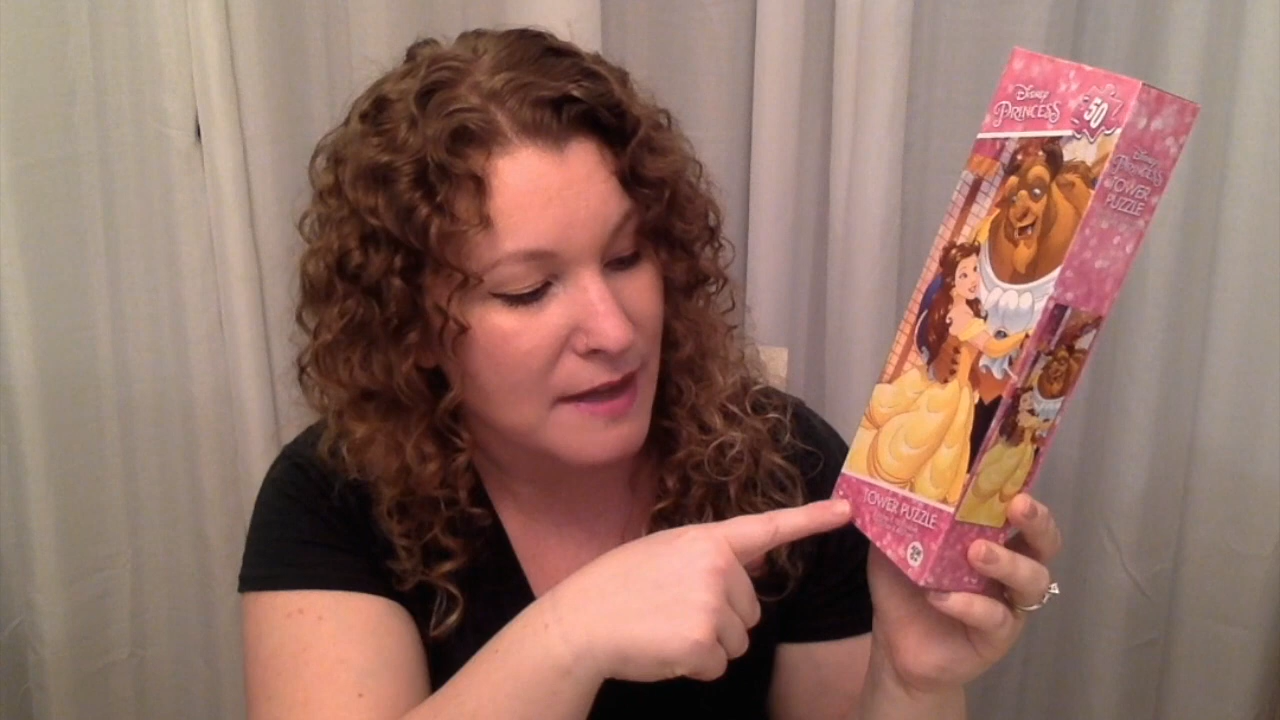 Disney
PRINCESS
50
TOWER PUZZLE
Disney
PRINCESS
TOWER
PUZZLE